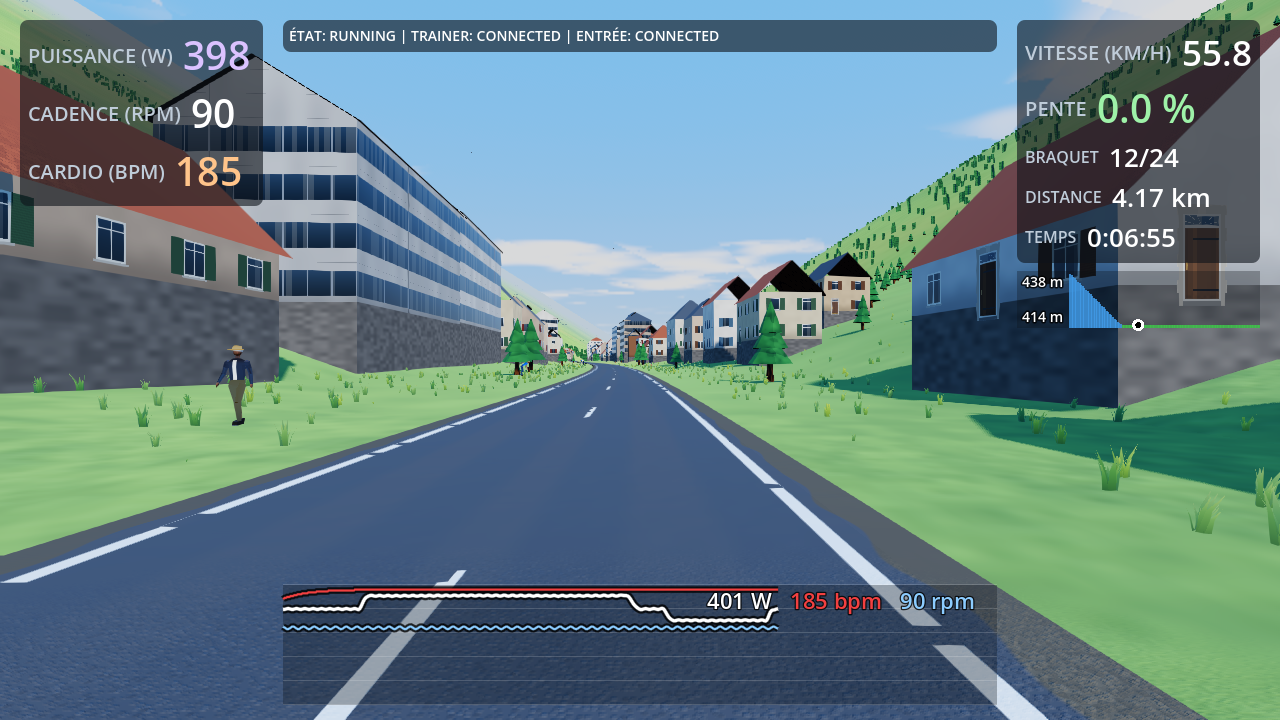 PUISSANCE (W) 398
CADENCE (RPM) 90
CARDIO (BPM) 185
ÉTAT: RUNNING | TRAINER: CONNECTED | ENTRÉE: CONNECTED
VITESSE (KM/H) 55.8
PENTE 0.0 %
BRAQUET 12/24
DISTANCE 4.17 km
TEMPS 0:06:55
438 m
414 m
401 W 185 bpm 90 rpm